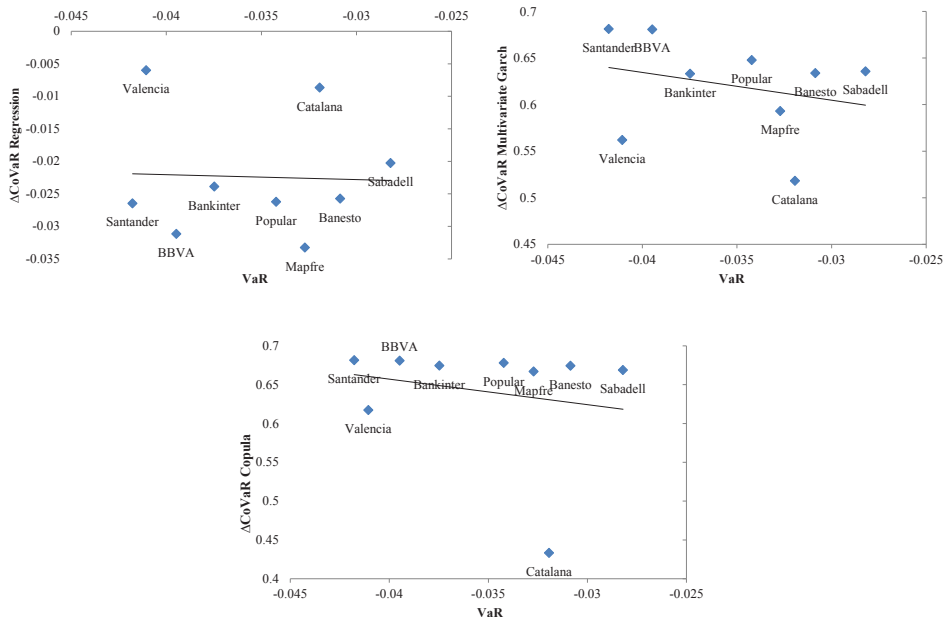 -0.045 -0.04 -0.035 -0.03 -0.025
0
-0.005
-0.01
-0.015
-0.02
-0.025
-0.03
-0.035
ΔCoVaR Regression
Valencia
Catalana
Sabadell
Bankinter
Santander
Popular
Banesto
BBVA
Mapfre
VaR
0.7
0.65
0.6
0.55
0.5
0.45
ΔCoVaR Multivariate Garch
Santander
BBVA
Popular
Bankinter
Banesto
Sabadell
Mapfre
Valencia
Catalana
-0.045 -0.04 -0.035 -0.03 -0.025
VaR
0.7
0.65
0.6
0.55
0.5
0.45
0.4
ΔCoVaR Copula
BBVA
Santander
Bankinter
Popular
Mapfre
Banesto
Sabadell
Valencia
Catalana
-0.045 -0.04 -0.035 -0.03 -0.025
VaR